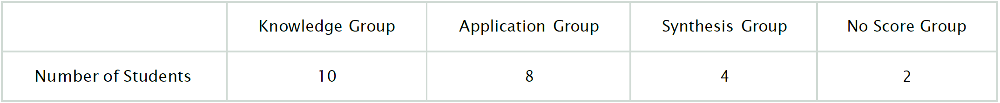 Knowledge Group Application Group Synthesis Group No Score Group
Number of Students 10 8 4 2